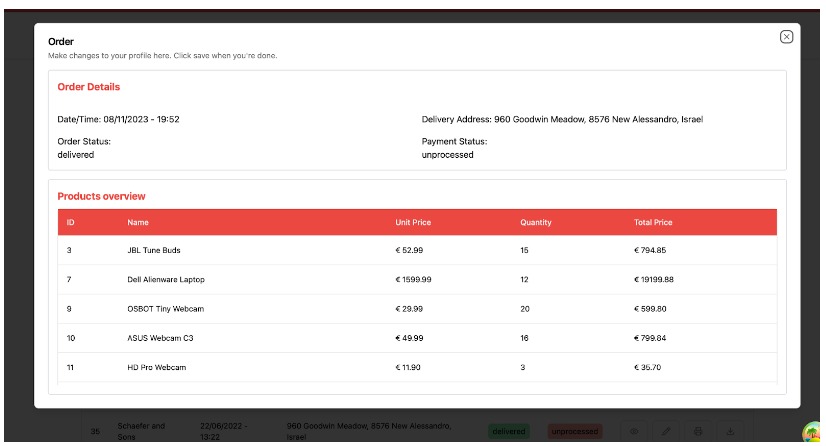 Order
Make changes to your profile here. Click save when you're done.
Order Details
Date/Time: 08/11/2023 - 19:52 Delivery Address: 960 Goodwin Meadow, 8576 New Alessandro, Israel
Order Status: Payment Status:
delivered unprocessed
Products overview
ID Name Unit Price Quantity Total Price
3 JBL Tune Buds € 52.99 15 € 794.85
7 Dell Alienware Laptop € 1599.99 12 € 19199.88
9 OSBOT Tiny Webcam € 29.99 20 € 599.80
10 ASUS Webcam C3 € 49.99 16 € 799.84
11 HD Pro Webcam € 11.90 3 € 35.70
35 Schaefer and Sons 22/06/2022 - 13:22 960 Goodwin Meadow, 8576 New Alessandro, Israel delivered unprocessed